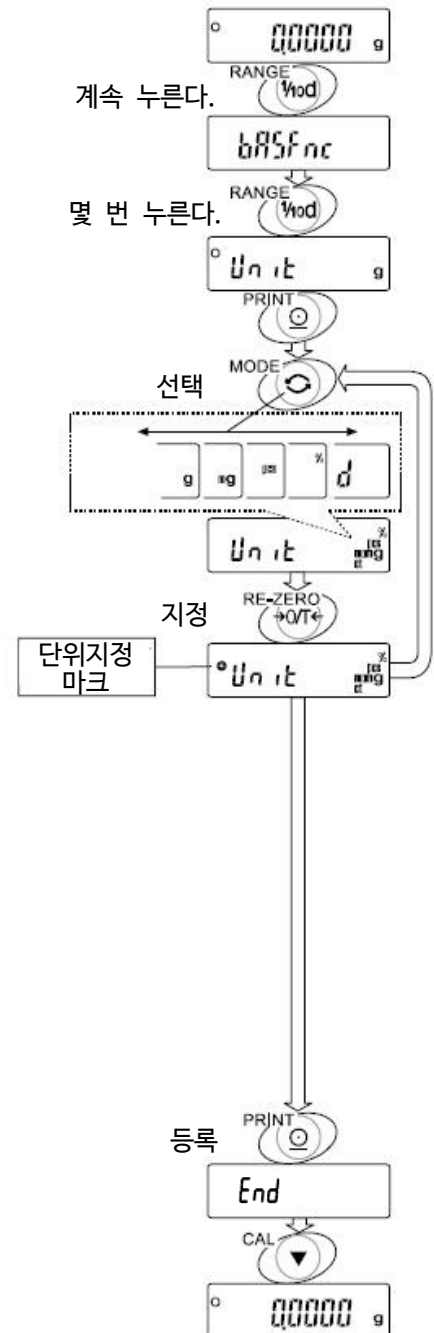 0.0000 g
RANGE
계속 누른다. 1/10d
bASFnc
RANGE
몇 번 누른다. 1/10d
Unit g
PRINT
MODE
선택
g mg pcs % d
Unit
RE-ZERO
지정 →0/T←
단위지정
마크
Unit
PRINT
등록
End
CAL
0.0000 g